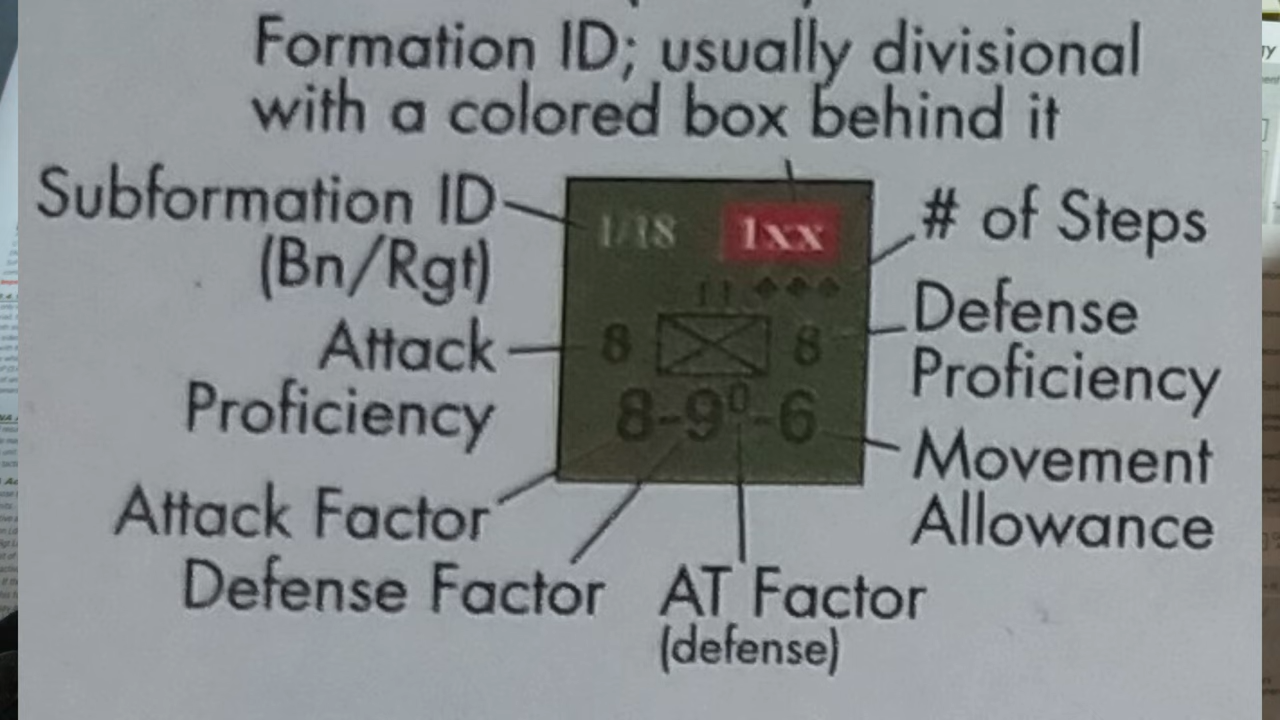 Formation ID; usually divisional
with a colored box behind it
Subformation ID
(Bn/Rgt)
# of Steps
1/18 1xx
Attack
Proficiency
8 8
Defense
Proficiency
8-9⁰-6
Movement
Allowance
Attack Factor
Defense Factor
AT Factor
(defense)